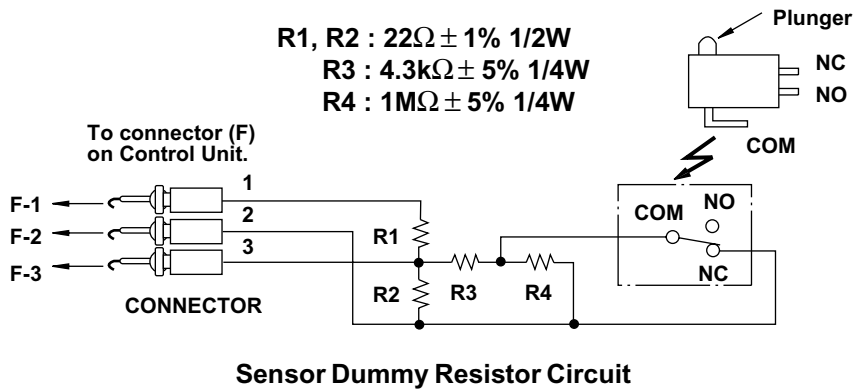 R1, R2 : 22Ω ± 1% 1/2W
R3 : 4.3kΩ ± 5% 1/4W
R4 : 1MΩ ± 5% 1/4W
Plunger
NC
NO
COM
To connector (F)
on Control Unit.
F-1
F-2
F-3
1
2
3
CONNECTOR
R1
R2
R3
R4
COM
NO
NC
Sensor Dummy Resistor Circuit